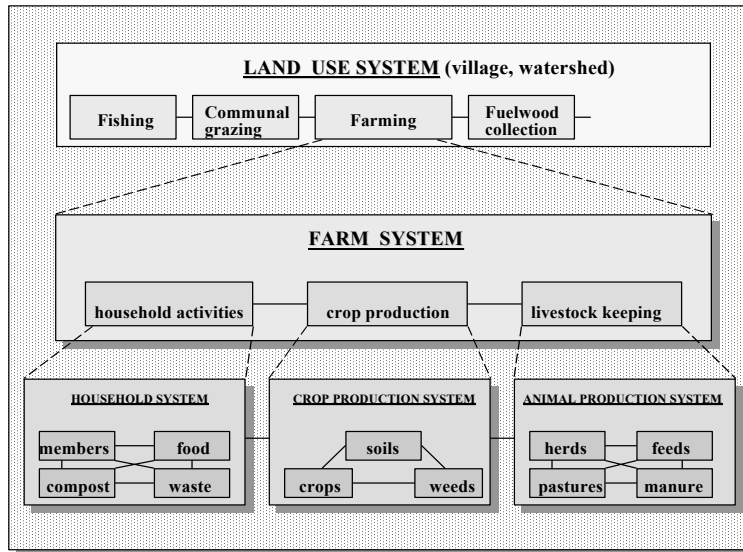 LAND USE SYSTEM (village, watershed)
Fishing
Communal
grazing
Farming
Fuelwood
collection
FARM SYSTEM
household activities
crop production
livestock keeping
HOUSEHOLD SYSTEM
members
food
compost
waste
CROP PRODUCTION SYSTEM
soils
crops
weeds
ANIMAL PRODUCTION SYSTEM
herds
feeds
pastures
manure